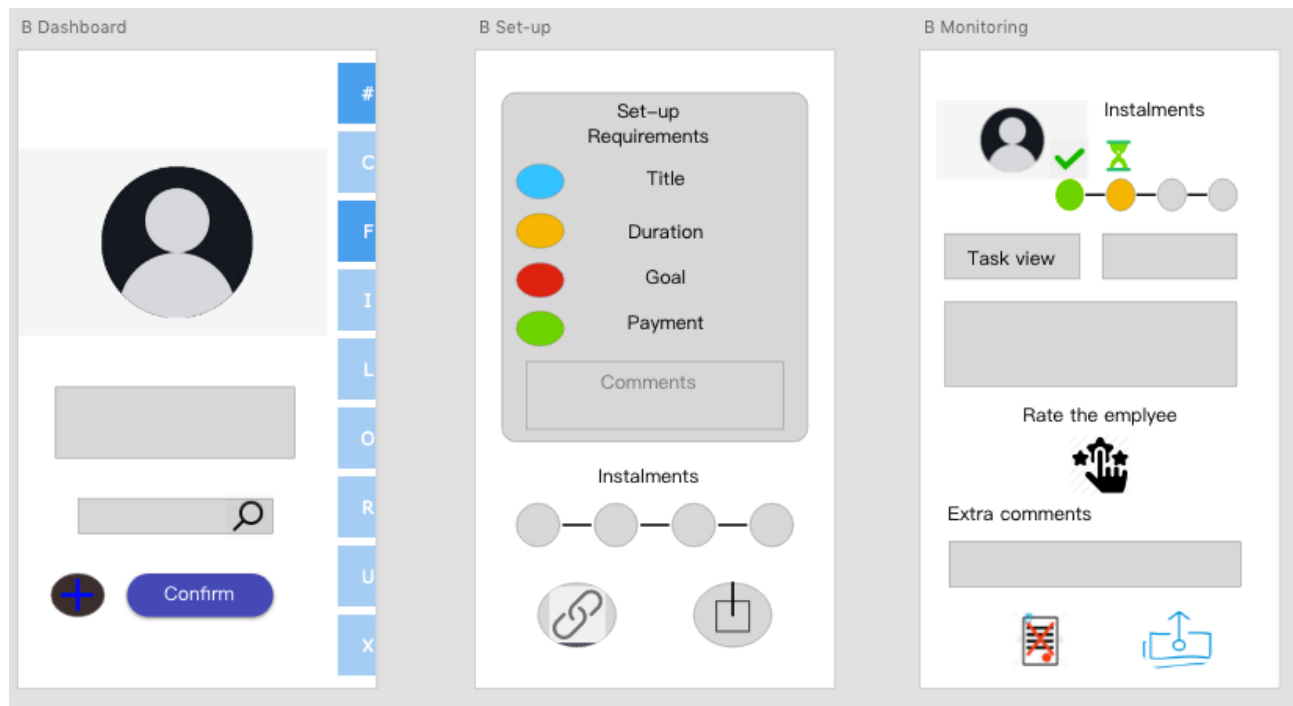 B Dashboard
#
C
F
I
L
O
R
U
X
Confirm
B Set-up
Set-up
Requirements
Title
Duration
Goal
Payment
Comments
Instalments
B Monitoring
Instalments
Task view
Rate the emplyee
Extra comments